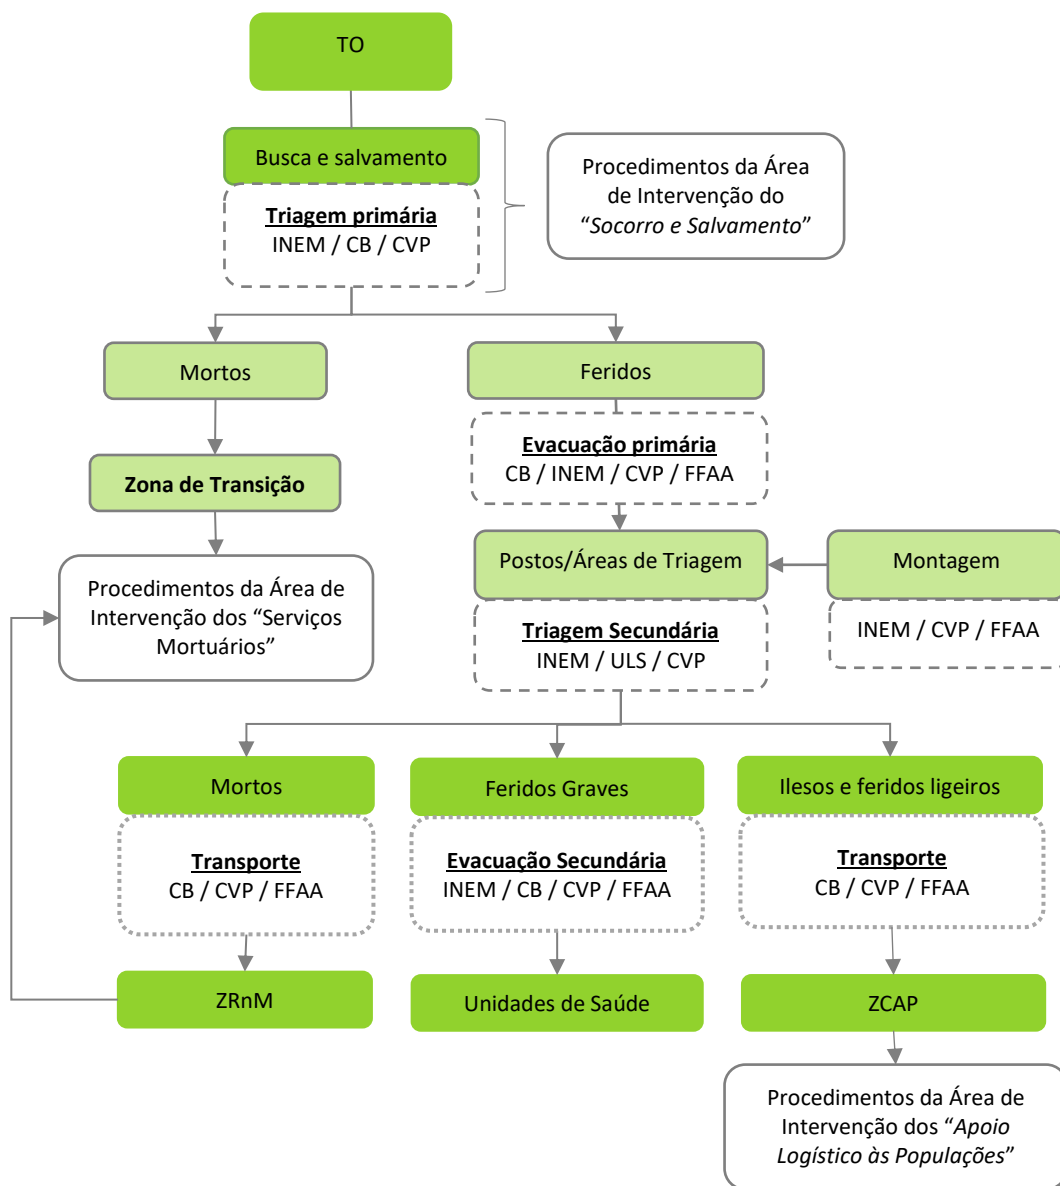 TO
Busca e salvamento
Triagem primária
INEM / CB / CVP
Procedimentos da Área
de Intervenção do
“Socorro e Salvamento”
Mortos
Feridos
Zona de Transição
Evacuação primária
CB / INEM / CVP / FFAA
Postos/Áreas de Triagem
Montagem
Procedimentos da Área de
Intervenção dos “Serviços
Mortuários”
Triagem Secundária
INEM / ULS / CVP
INEM / CVP / FFAA
Mortos
Feridos Graves
Ilesos e feridos ligeiros
Transporte
CB / CVP / FFAA
Evacuação Secundária
INEM / CB / CVP / FFAA
Transporte
CB / CVP / FFAA
ZRnM
Unidades de Saúde
ZCAP
Procedimentos da Área de
Intervenção dos “Apoio
Logístico às Populações”